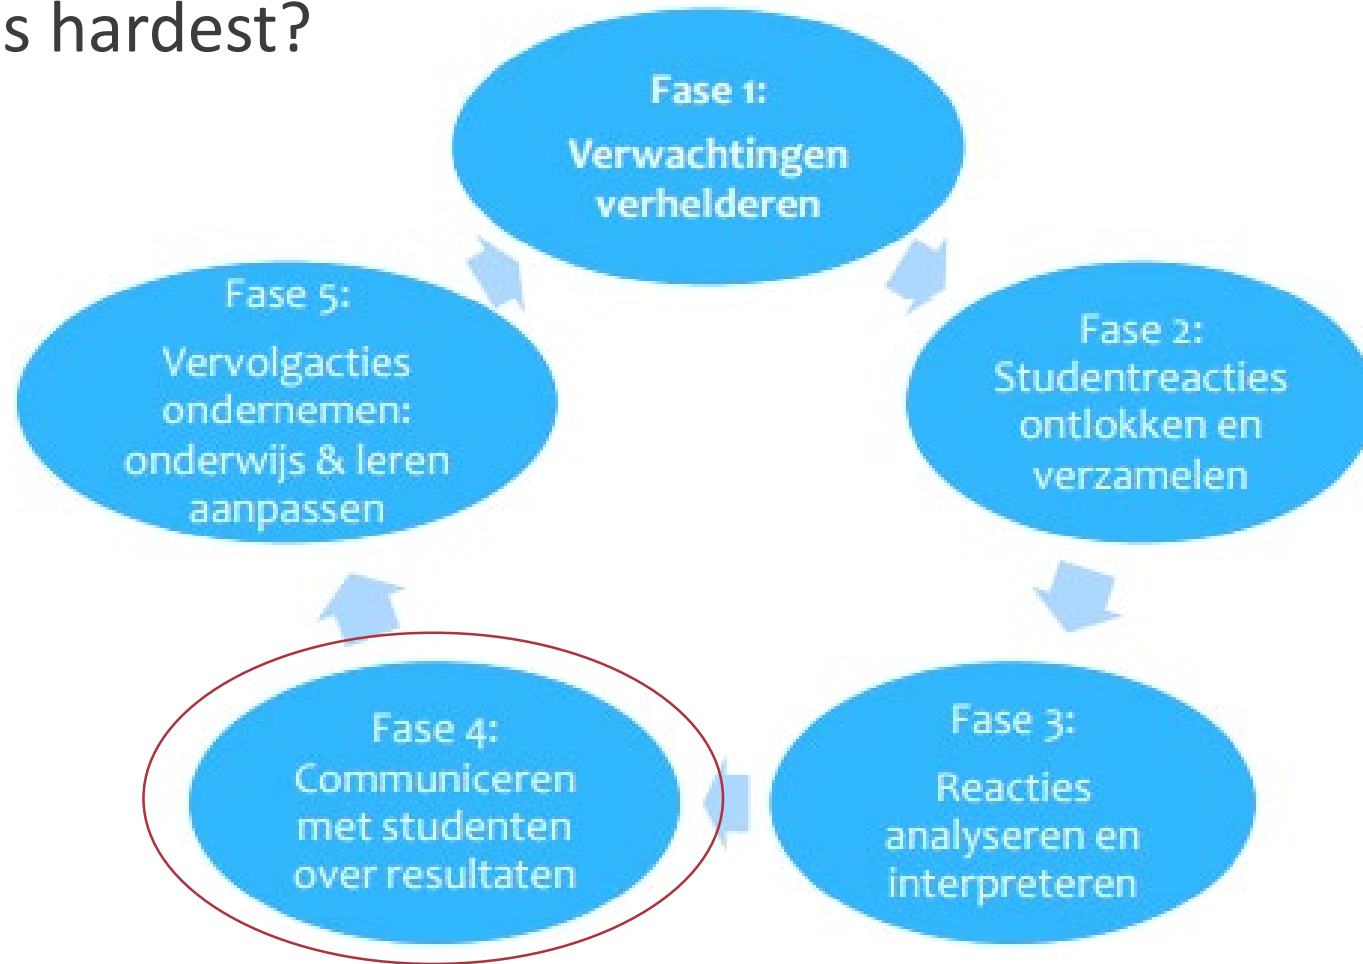 s hardest?
Fase 1:
Verwachtingen
verhelderen
Fase 2:
Studentreacties
ontlokken en
verzamelen
Fase 3:
Reacties
analyseren en
interpreteren
Fase 4:
Communiceren
met studenten
over resultaten
Fase 5:
Vervolgacties
ondernemen:
onderwijs & leren
aanpassen